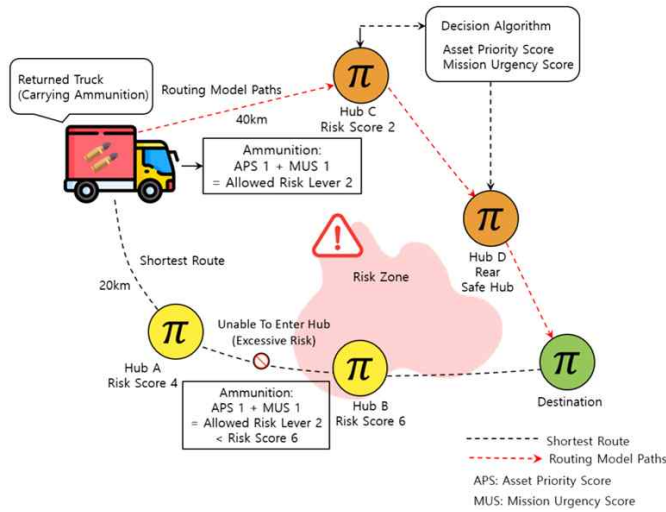 Decision Algorithm
Asset Priority Score
Mission Urgency Score
Returned Truck
(Carrying Ammunition)
Routing Model Paths
40km
π
Hub C
Risk Score 2
Ammunition:
APS 1 + MUS 1
= Allowed Risk Lever 2
π
Hub D
Rear
Safe Hub
!
Risk Zone
Shortest Route
20km
π
Hub A
Risk Score 4
Unable To Enter Hub
(Excessive Risk)
π
Hub B
Risk Score 6
Ammunition:
APS 1 + MUS 1
= Allowed Risk Lever 2
< Risk Score 6
π
Destination
Shortest Route
Routing Model Paths
APS: Asset Priority Score
MUS: Mission Urgency Score